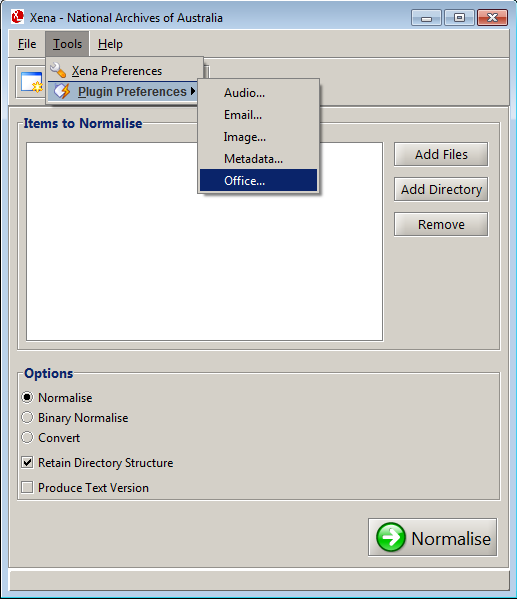 Xena - National Archives of Australia
File Tools Help
Xena Preferences
Plugin Preferences
Audio...
Email...
Image...
Metadata...
Office...
Items to Normalise
Add Files
Add Directory
Remove
Options
Normalise
Binary Normalise
Convert
Retain Directory Structure
Produce Text Version
Normalise